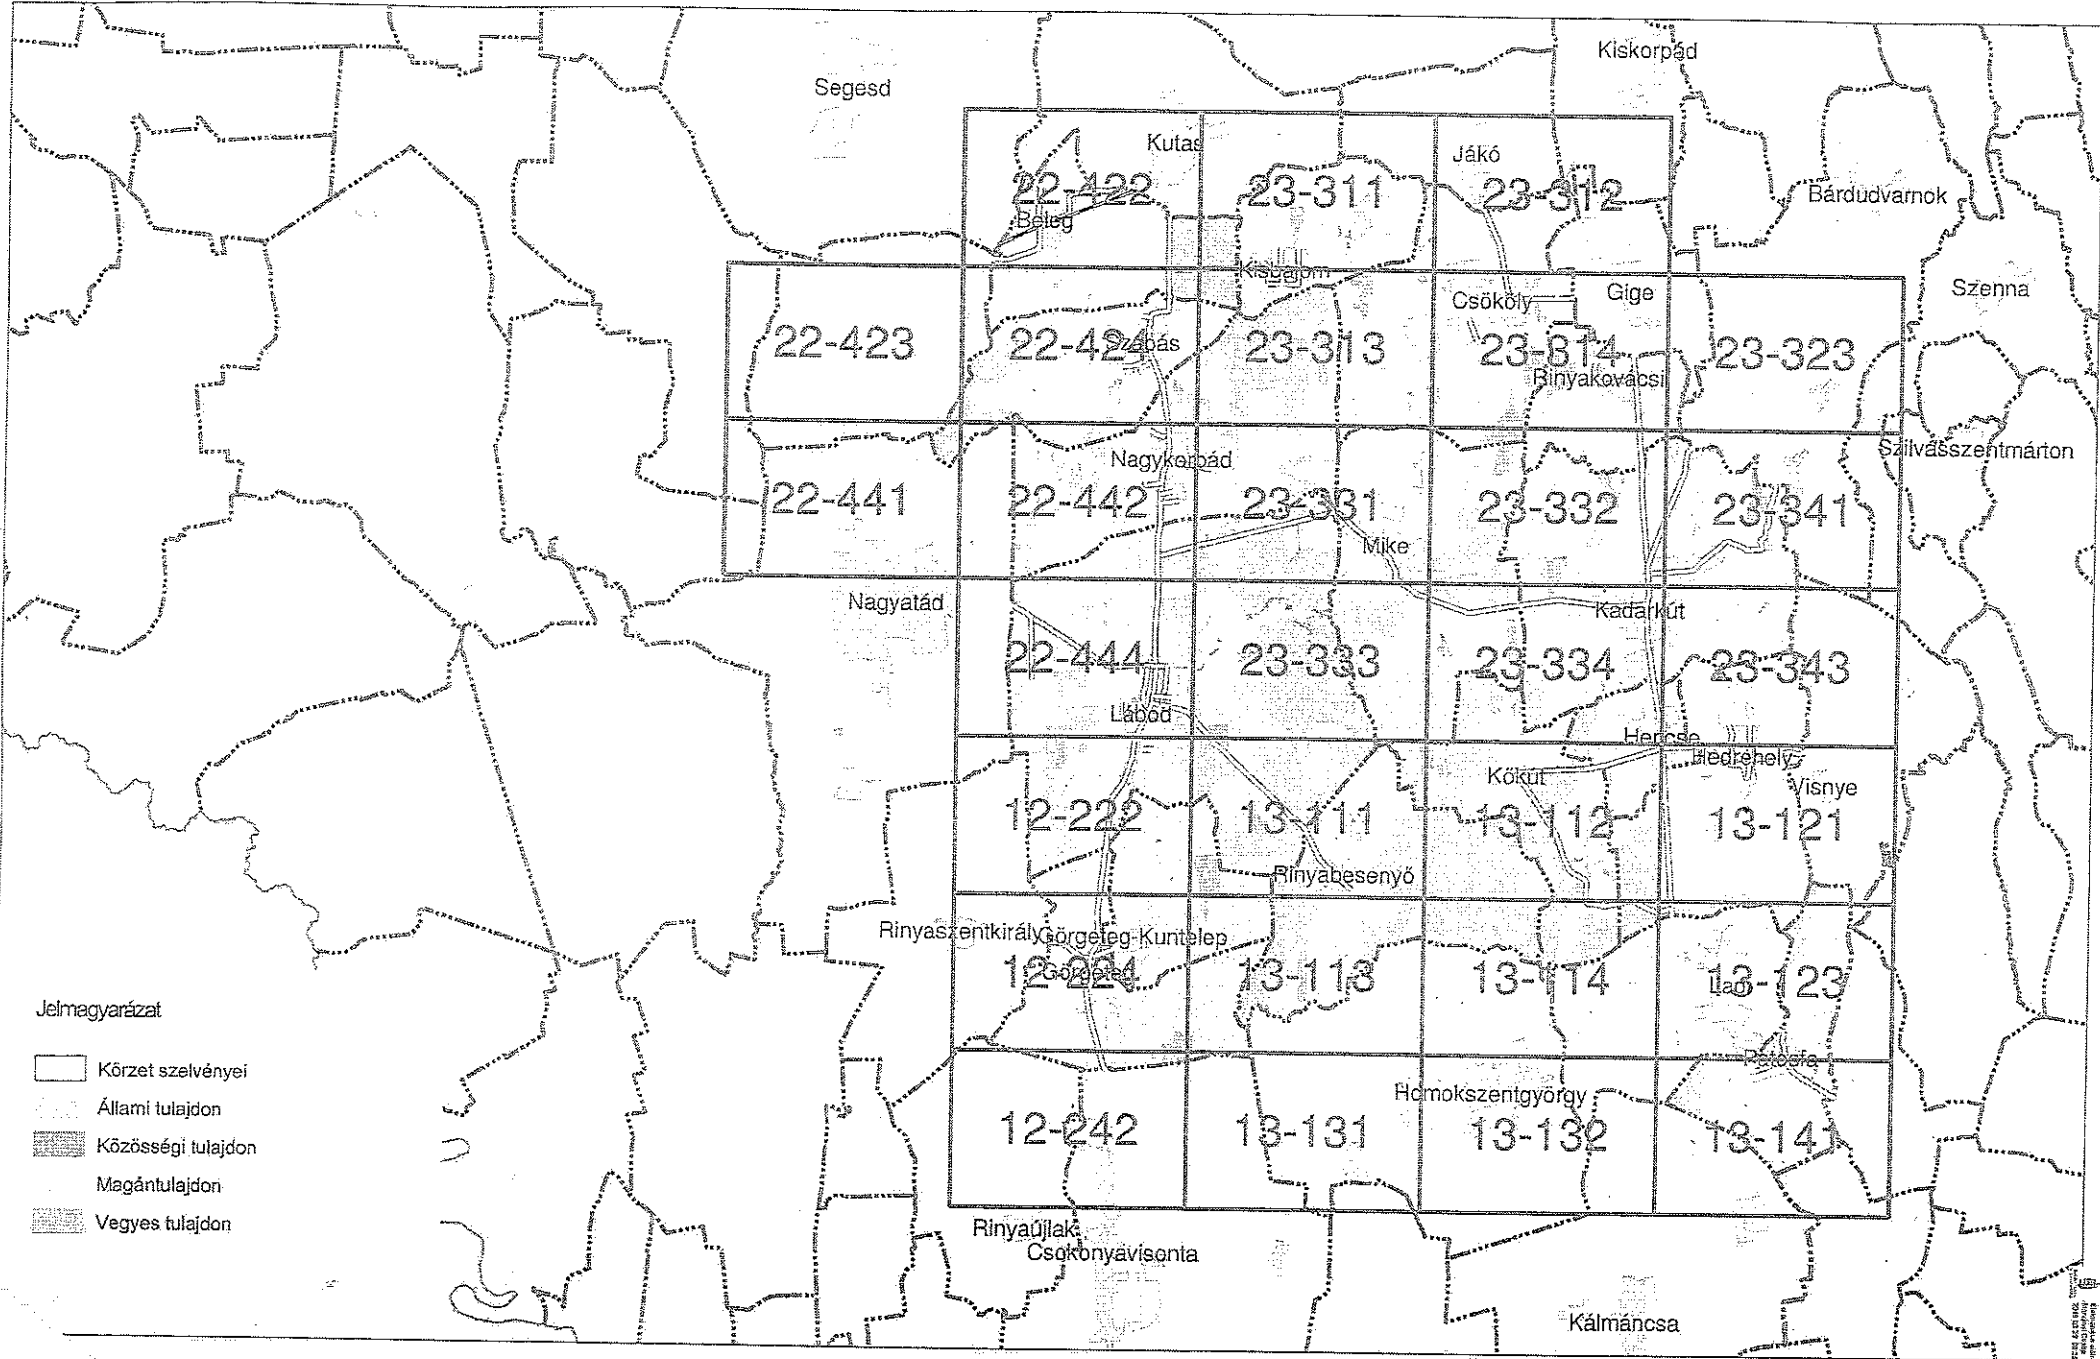 Kiskorpád
Segesd
Kutas
Jákó
22-422
23-311
23-312
Bárdudvarnok
Beleg
Kisbajom
Szenna
Csököly
Gige
22-423
22-424
Szabás
23-313
23-314
23-323
Rinyakovácsi
Nagykorpád
Szilvásszentmárton
22-441
22-442
23-331
23-332
23-341
Mike
Nagyatád
Kadarkút
22-444
23-333
23-334
23-343
Lábod
Hencse
Hedrehely
Kőkút
Visnye
12-222
13-111
13-112
13-121
Rinyabesenyő
Rinyaszentkirály
Görgeteg-Kuntelep
12-224
Görgeteg
13-113
13-114
Lad
13-123
Jelmagyarázat
Patosfa
Körzet szelvényei
Homokszentgyörgy
Állami tulajdon
12-242
13-131
13-132
13-141
Közösségi tulajdon
Magántulajdon
Vegyes tulajdon
Rinyaújlak
Csokonyavisonta
Kálmáncsa